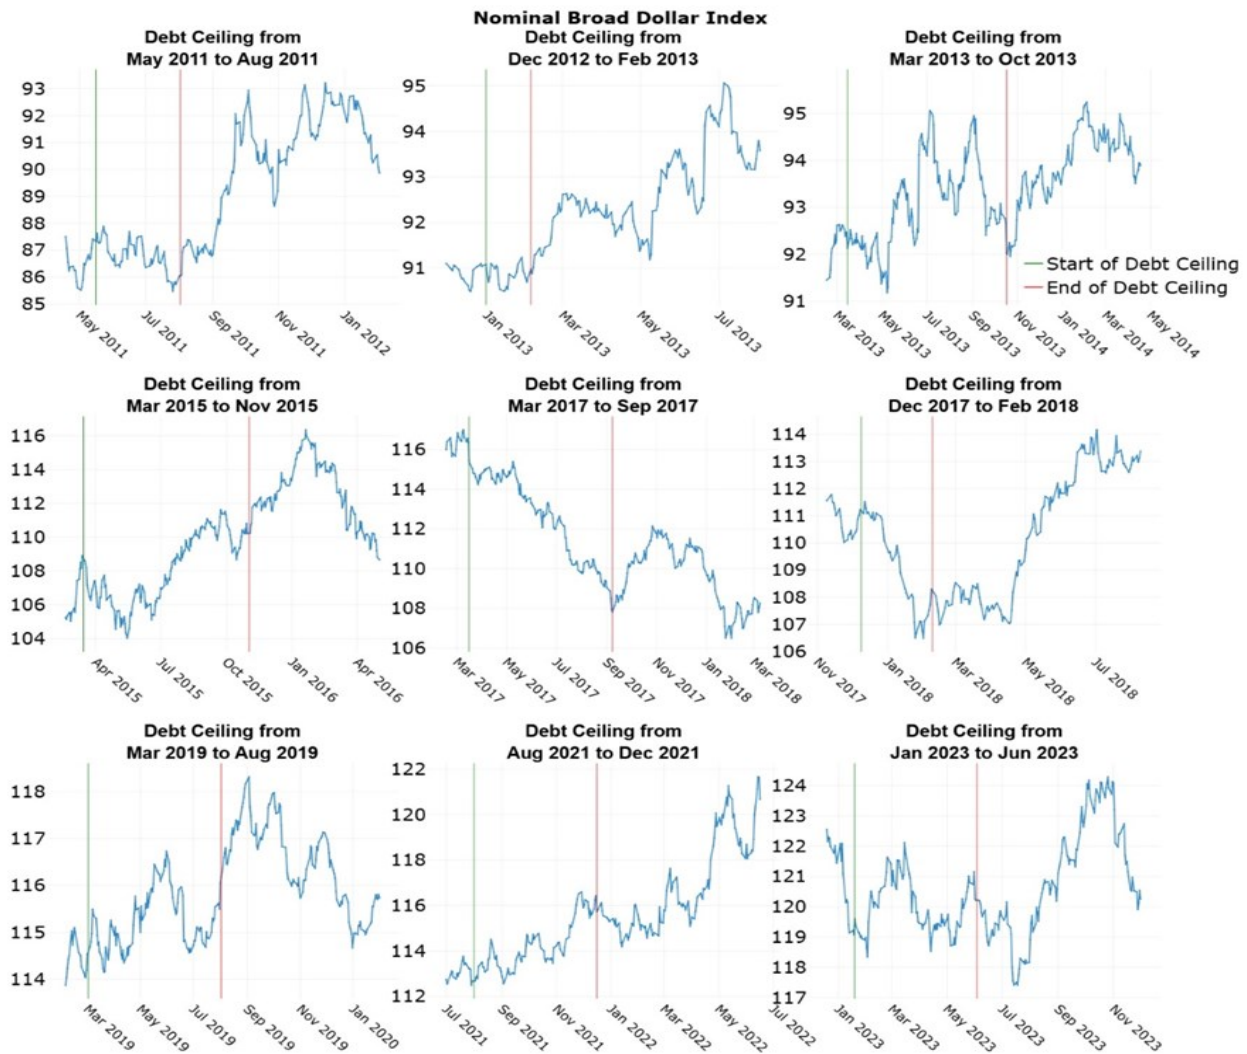 Nominal Broad Dollar Index
Debt Ceiling from
May 2011 to Aug 2011
93
92
91
90
89
88
87
86
85
May 2011
Jul 2011
Sep 2011
Nov 2011
Jan 2012
Debt Ceiling from
Dec 2012 to Feb 2013
95
94
93
92
91
Jan 2013
Mar 2013
May 2013
Jul 2013
Debt Ceiling from
Mar 2013 to Oct 2013
95
94
93
92
91
Mar 2013
May 2013
Jul 2013
Sep 2013
Nov 2013
Jan 2014
Mar 2014
May 2014
Start of Debt Ceiling
End of Debt Ceiling
Debt Ceiling from
Mar 2015 to Nov 2015
116
114
112
110
108
106
104
Apr 2015
Jul 2015
Oct 2015
Jan 2016
Apr 2016
Debt Ceiling from
Mar 2017 to Sep 2017
116
114
112
110
108
106
Mar 2017
May 2017
Jul 2017
Sep 2017
Nov 2017
Jan 2018
Mar 2018
Debt Ceiling from
Dec 2017 to Feb 2018
114
113
112
111
110
109
108
107
106
Nov 2017
Jan 2018
Mar 2018
May 2018
Jul 2018
Debt Ceiling from
Mar 2019 to Aug 2019
118
117
116
115
114
Mar 2019
May 2019
Jul 2019
Sep 2019
Nov 2019
Jan 2020
Debt Ceiling from
Aug 2021 to Dec 2021
122
120
118
116
114
112
Jul 2021
Sep 2021
Nov 2021
Jan 2022
Mar 2022
May 2022
Jul 2022
Debt Ceiling from
Jan 2023 to Jun 2023
124
123
122
121
120
119
118
117
Jan 2023
Mar 2023
May 2023
Jul 2023
Sep 2023
Nov 2023